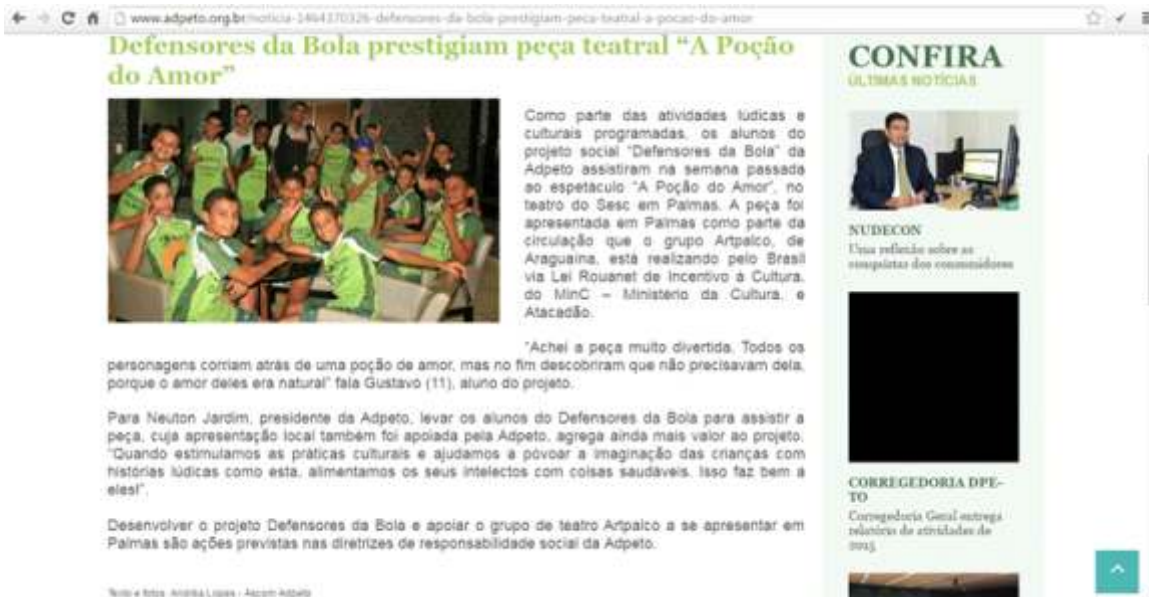 www.adpeto.org.br/noticia-1464370326-defensores-da-bola-prestigiam-peca-teatral-a-pocao-do-amor
Defensores da Bola prestigiam peça teatral “A Poção
do Amor”
Como parte das atividades lúdicas e
culturais programadas, os alunos do
projeto social “Defensores da Bola” da
Adpeto assistiram na semana passada
ao espetáculo “A Poção do Amor”, no
teatro do Sesc em Palmas. A peça foi
apresentada em Palmas como parte da
circulação que o grupo Artpalco, de
Araguaína, está realizando pelo Brasil
via Lei Rouanet de Incentivo à Cultura,
do MinC – Ministério da Cultura, e
Atacadão.
“Achei a peça muito divertida. Todos os
personagens corriam atrás de uma poção de amor, mas no fim descobriram que não precisavam dela,
porque o amor deles era natural” fala Gustavo (11), aluno do projeto.
Para Neuton Jardim, presidente da Adpeto, levar os alunos do Defensores da Bola para assistir a
peça, cuja apresentação local também foi apoiada pela Adpeto, agrega ainda mais valor ao projeto.
“Quando estimulamos as práticas culturais e ajudamos a povoar a imaginação das crianças com
histórias lúdicas como esta, alimentamos os seus intelectos com coisas saudáveis. Isso faz bem a
eles!”.
Desenvolver o projeto Defensores da Bola e apoiar o grupo de teatro Artpalco a se apresentar em
Palmas são ações previstas nas diretrizes de responsabilidade social da Adpeto.
Texto e fotos: Lopes - Ascom Adpeto
CONFIRA
ÚLTIMAS NOTÍCIAS
NUDECON
Uma reflexão sobre as
conquistas dos consumidores
CORREGEDORIA DPE-
TO
Corregedoria Geral entrega
relatório de atividades de
2015